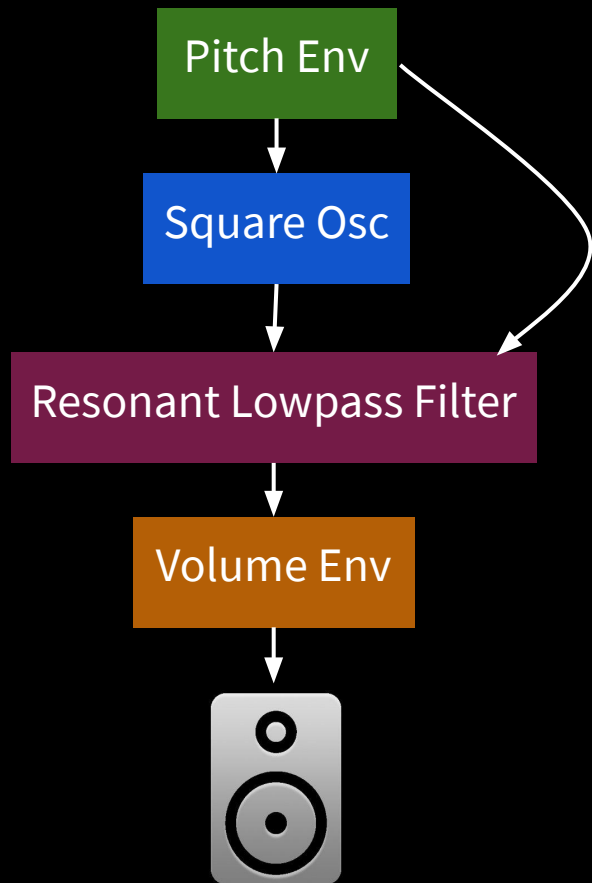 Pitch Env
Square Osc
Resonant Lowpass Filter
Volume Env